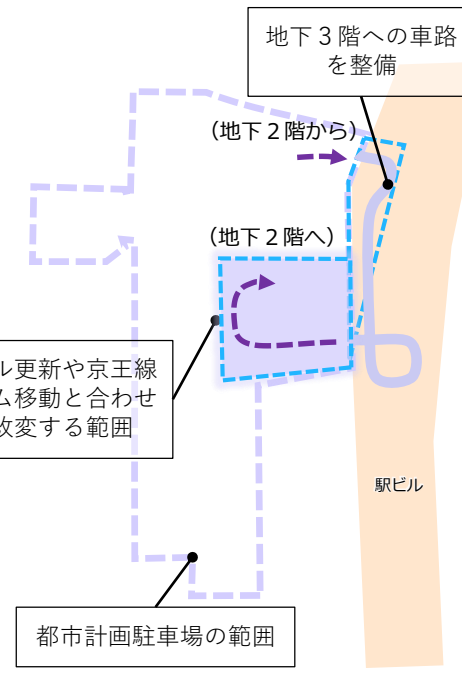 地下３階への車路
を整備
（地下２階から）
（地下２階へ）
ル更新や京王線
ム移動と合わせ
改変する範囲
駅ビル
都市計画駐車場の範囲